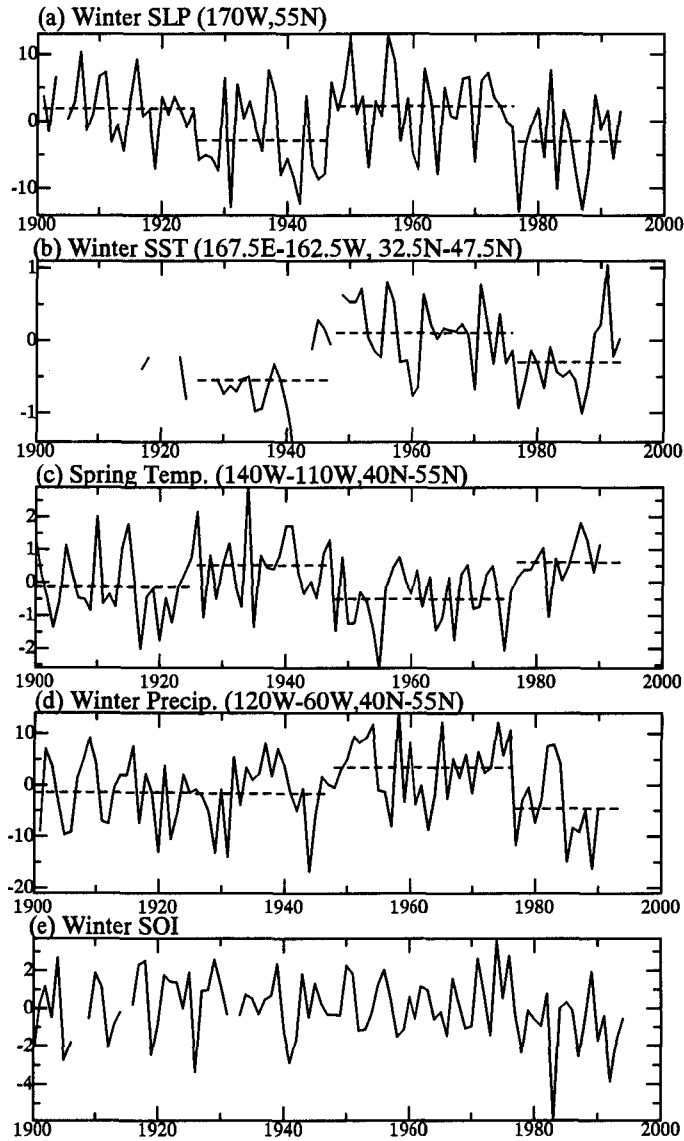 (a) Winter SLP (170W,55N)
10
0
-10
1900 1920 1940 1960 1980 2000
(b) Winter SST (167.5E-162.5W, 32.5N-47.5N)
1
0
-1
1900 1920 1940 1960 1980 2000
(c) Spring Temp. (140W-110W,40N-55N)
2
1
0
-1
-2
1900 1920 1940 1960 1980 2000
(d) Winter Precip. (120W-60W,40N-55N)
10
0
-10
-20
1900 1920 1940 1960 1980 2000
(e) Winter SOI
2
0
-2
-4
1900 1920 1940 1960 1980 2000